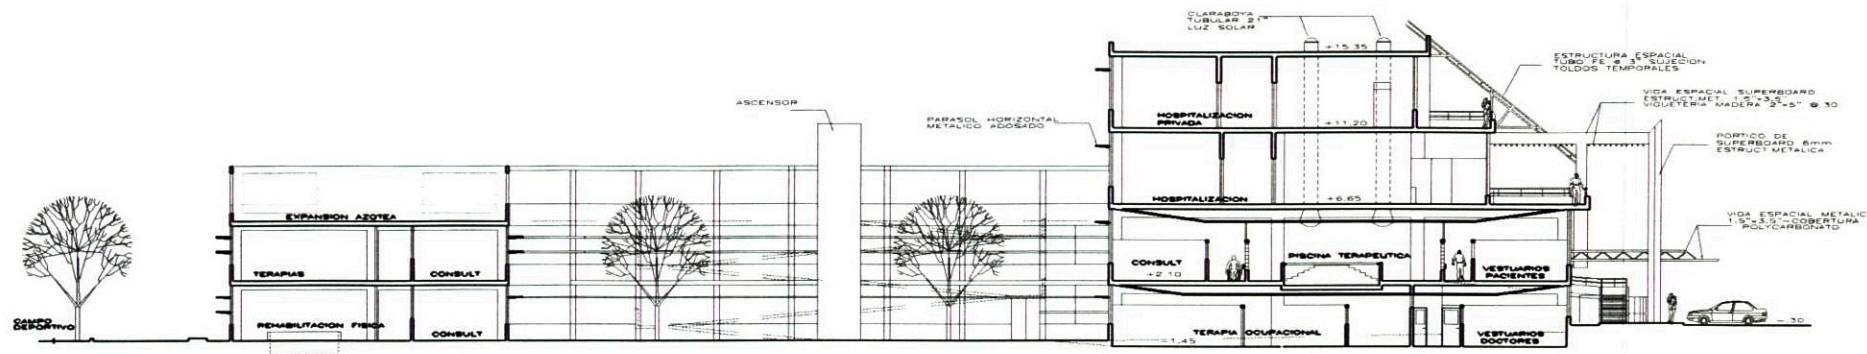 CLARABOYA
TUBULAR 21"
LUZ SOLAR
+15.35
ESTRUCTURA ESPACIAL
TUBO FE ø 3" SUJECION
TOLDOS TEMPORALES
ASCENSOR
PARASOL HORIZONTAL
METALICO ADOSADO
HOSPITALIZACION
PRIVADA
+11.20
VIGA ESPACIAL SUPERBOARD
ESTRUCT.MET. 1.5"x3.5"
VIGUETERIA MADERA 2"x5" @ 30
PORTICO DE
SUPERBOARD 6mm
ESTRUCT METALICA
HOSPITALIZACION
+6.65
EXPANSION AZOTEA
VIGA ESPACIAL METALIC
1.5"x3.5"-COBERTURA
POLYCARBONATO
TERAPIAS
CONSULT
CONSULT
+2.10
PISCINA TERAPEUTICA
VESTUARIOS
PACIENTES
CAMPO
DEPORTIVO
REHABILITACION FISICA
CONSULT
TERAPIA OCUPACIONAL
-1.45
VESTUARIOS
DOCTORES
-.30